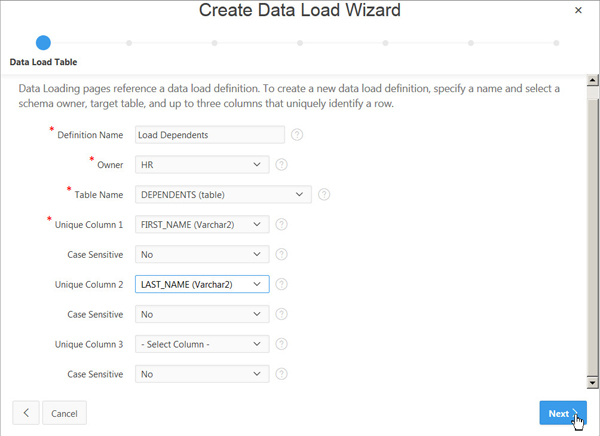 Create Data Load Wizard
Data Load Table
Data Loading pages reference a data load definition. To create a new data load definition, specify a name and select a
schema owner, target table, and up to three columns that uniquely identify a row.
* Definition Name Load Dependents ?
* Owner HR ?
* Table Name DEPENDENTS (table) ?
* Unique Column 1 FIRST_NAME (Varchar2) ?
Case Sensitive No ?
Unique Column 2 LAST_NAME (Varchar2) ?
Case Sensitive No ?
Unique Column 3 - Select Column - ?
Case Sensitive No ?
Cancel Next